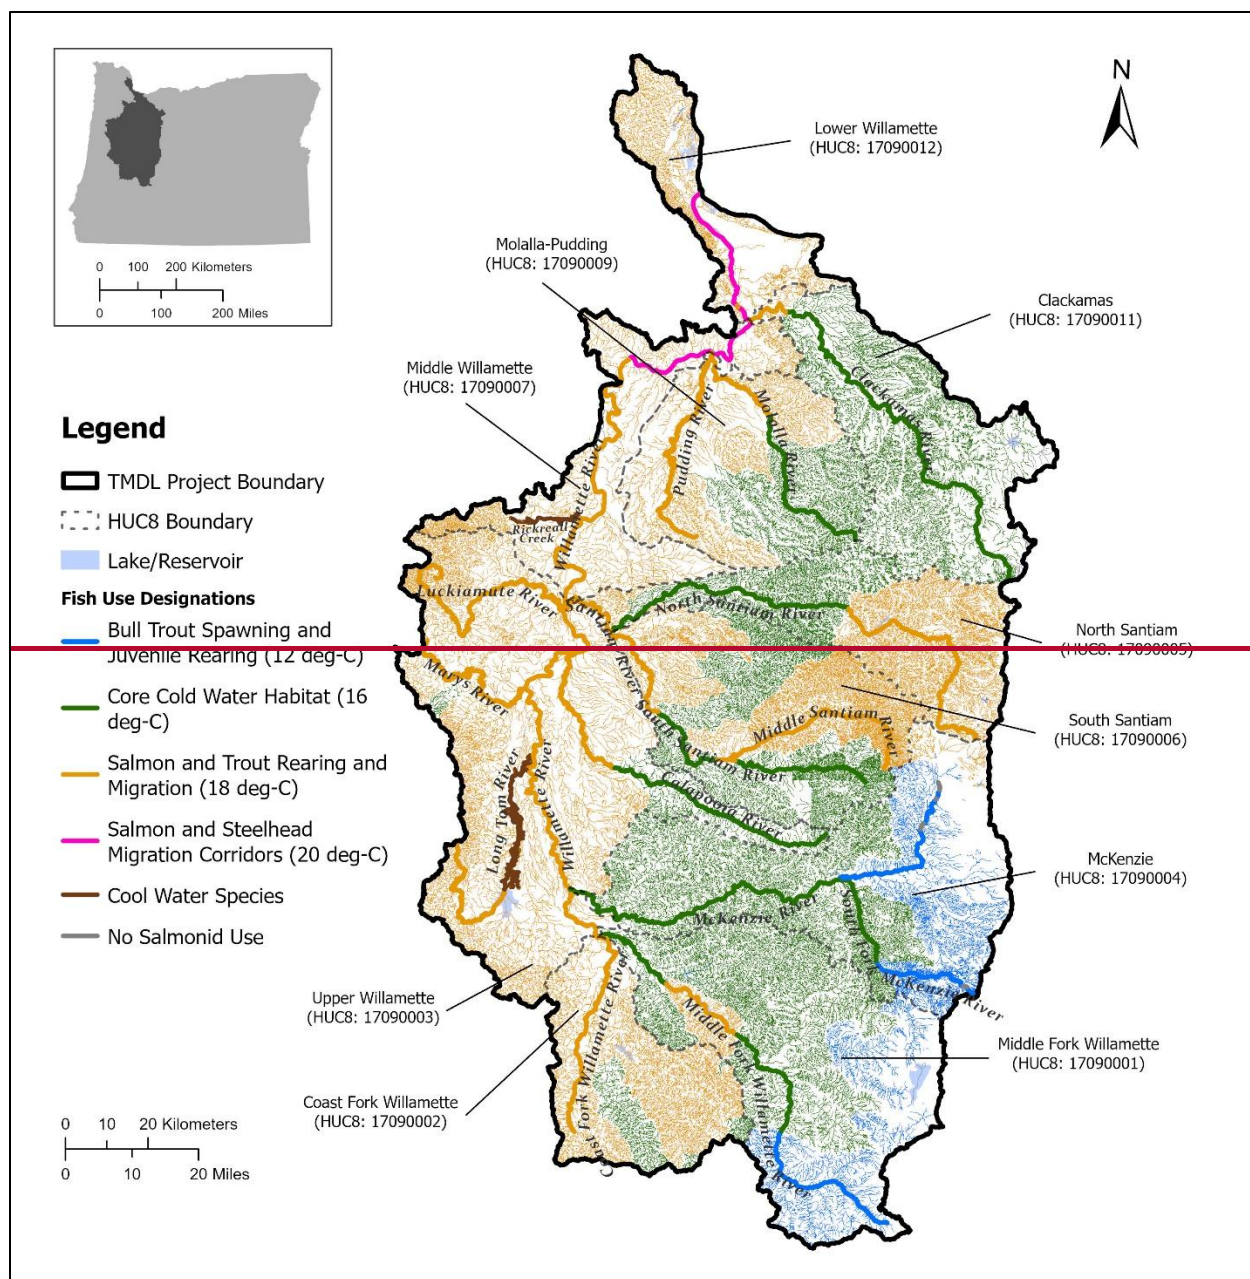 N
Lower Willamette
(HUC8: 17090012)
Molalla-Pudding
(HUC8: 17090009)
Clackamas
(HUC8: 17090011)
Middle Willamette
(HUC8: 17090007)
0 100 200 Kilometers
0 100 200 Miles
Legend
TMDL Project Boundary
HUC8 Boundary
Lake/Reservoir
Fish Use Designations
Bull Trout Spawning and
Juvenile Rearing (12 deg-C)
Core Cold Water Habitat (16
deg-C)
Salmon and Trout Rearing and
Migration (18 deg-C)
Salmon and Steelhead
Migration Corridors (20 deg-C)
Cool Water Species
No Salmonid Use
Clackamas River
Molalla River
Pudding River
Willamette River
Rickreall
Creek
Luckiamute River
Santiam River
North Santiam River
North Santiam
(HUC8: 17090005)
Marys River
South Santiam River
Middle Santiam River
South Santiam
(HUC8: 17090006)
Calapooia River
Long Tom River
Willamette River
McKenzie River
South Fork
McKenzie River
McKenzie
(HUC8: 17090004)
Upper Willamette
(HUC8: 17090003)
Middle Fork Willamette River
Middle Fork Willamette
(HUC8: 17090001)
Coast Fork Willamette River
Coast Fork Willamette
(HUC8: 17090002)
0 10 20 Kilometers
0 10 20 Miles